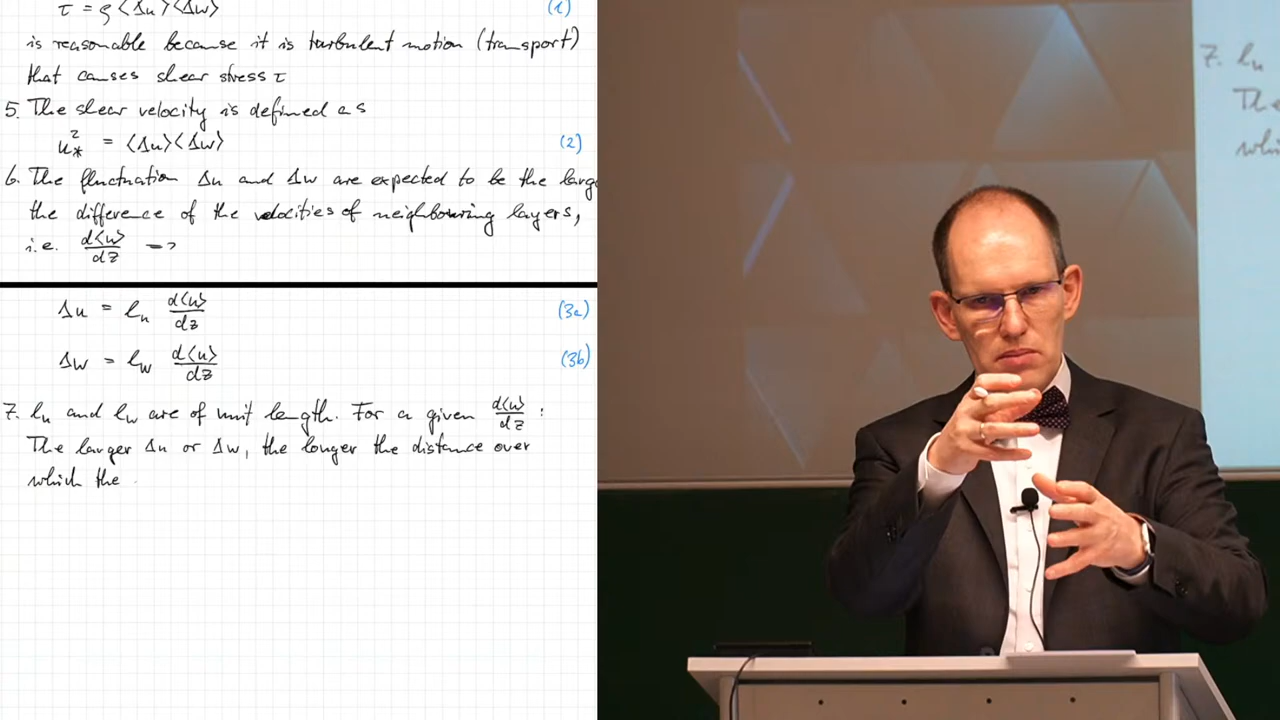 τ = ρ ⟨Δu⟩⟨Δw⟩ (1)
is reasonable because it is turbulent motion (transport)
that causes shear stress τ
5. The shear velocity is defined as
u*² = ⟨Δu⟩⟨Δw⟩ (2)
6. The fluctuation Δu and Δw are expected to be the large
the difference of the velocities of neighbouring layers,
i.e. d⟨u⟩/dz =>
Δu = lu d⟨u⟩/dz (3a)
Δw = lw d⟨u⟩/dz (3b)
7. lu and lw are of unit length. For a given d⟨u⟩/dz :
The larger Δu or Δw, the longer the distance over
which the
7. lu
The
whi